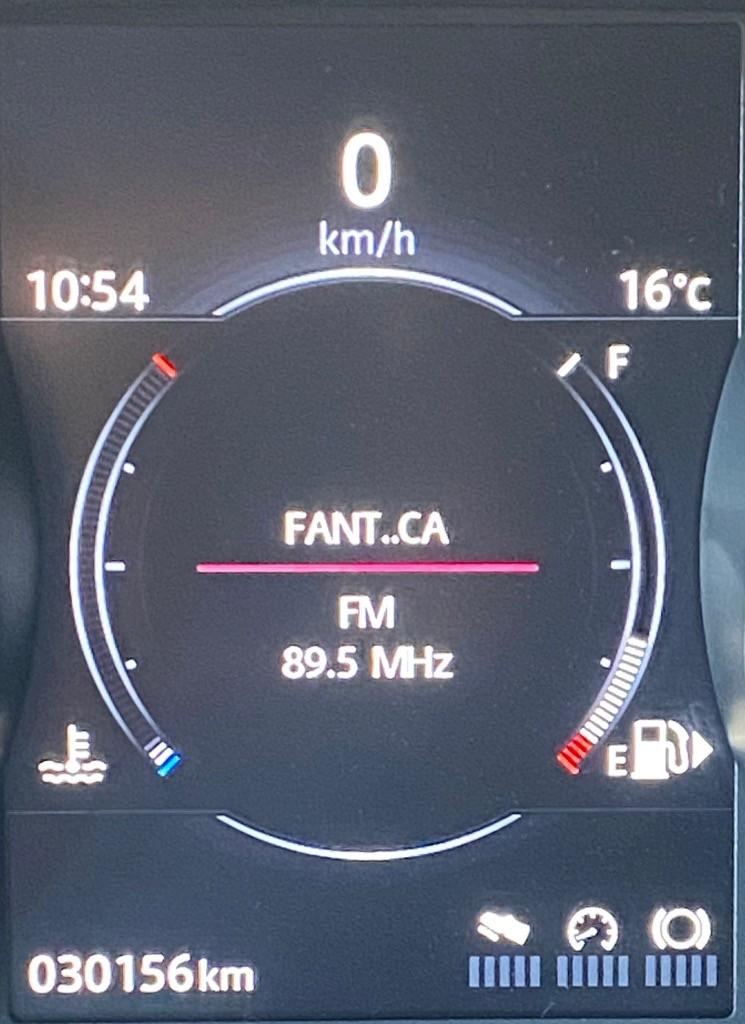 0
km/h
10:54
16°C
F
FANT..CA
FM
89.5 MHz
E
030156km